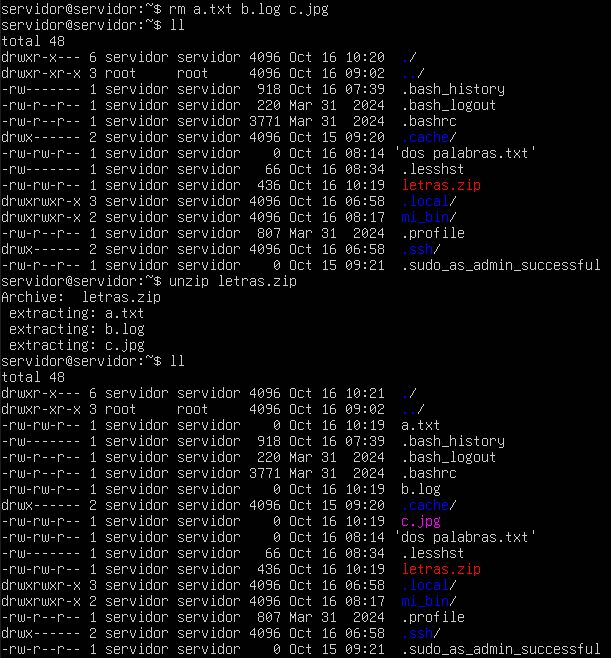 servidor@servidor:~$ rm a.txt b.log c.jpg
servidor@servidor:~$ ll
total 48
drwxr-x--- 6 servidor servidor 4096 Oct 16 10:20 ./
drwxr-xr-x 3 root     root     4096 Oct 16 09:02 ../
-rw------- 1 servidor servidor  918 Oct 16 07:39 .bash_history
-rw-r--r-- 1 servidor servidor  220 Mar 31  2024 .bash_logout
-rw-r--r-- 1 servidor servidor 3771 Mar 31  2024 .bashrc
drwx------ 2 servidor servidor 4096 Oct 15 09:20 .cache/
-rw-rw-r-- 1 servidor servidor    0 Oct 16 08:14 'dos palabras.txt'
-rw------- 1 servidor servidor   66 Oct 16 08:34 .lesshst
-rw-rw-r-- 1 servidor servidor  436 Oct 16 10:19 letras.zip
drwxrwxr-x 3 servidor servidor 4096 Oct 16 06:58 .local/
drwxrwxr-x 2 servidor servidor 4096 Oct 16 08:17 mi_bin/
-rw-r--r-- 1 servidor servidor  807 Mar 31  2024 .profile
drwx------ 2 servidor servidor 4096 Oct 16 06:58 .ssh/
-rw-r--r-- 1 servidor servidor    0 Oct 15 09:21 .sudo_as_admin_successful
servidor@servidor:~$ unzip letras.zip
Archive:  letras.zip
 extracting: a.txt
 extracting: b.log
 extracting: c.jpg
servidor@servidor:~$ ll
total 48
drwxr-x--- 6 servidor servidor 4096 Oct 16 10:21 ./
drwxr-xr-x 3 root     root     4096 Oct 16 09:02 ../
-rw-rw-r-- 1 servidor servidor    0 Oct 16 10:19 a.txt
-rw------- 1 servidor servidor  918 Oct 16 07:39 .bash_history
-rw-r--r-- 1 servidor servidor  220 Mar 31  2024 .bash_logout
-rw-r--r-- 1 servidor servidor 3771 Mar 31  2024 .bashrc
-rw-rw-r-- 1 servidor servidor    0 Oct 16 10:19 b.log
drwx------ 2 servidor servidor 4096 Oct 15 09:20 .cache/
-rw-rw-r-- 1 servidor servidor    0 Oct 16 10:19 c.jpg
-rw-rw-r-- 1 servidor servidor    0 Oct 16 08:14 'dos palabras.txt'
-rw------- 1 servidor servidor   66 Oct 16 08:34 .lesshst
-rw-rw-r-- 1 servidor servidor  436 Oct 16 10:19 letras.zip
drwxrwxr-x 3 servidor servidor 4096 Oct 16 06:58 .local/
drwxrwxr-x 2 servidor servidor 4096 Oct 16 08:17 mi_bin/
-rw-r--r-- 1 servidor servidor  807 Mar 31  2024 .profile
drwx------ 2 servidor servidor 4096 Oct 16 06:58 .ssh/
-rw-r--r-- 1 servidor servidor    0 Oct 15 09:21 .sudo_as_admin_successful